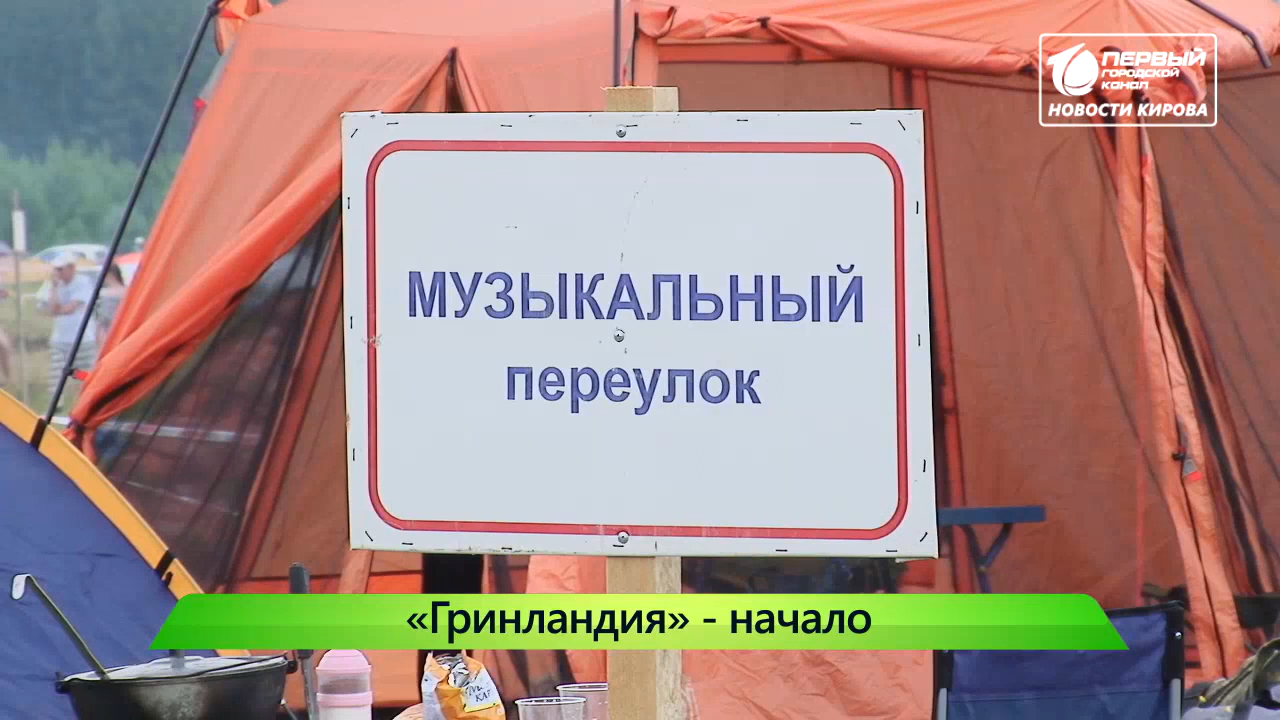 ПЕРВЫЙ
ГОРОДСКОЙ
КАНАЛ
НОВОСТИ КИРОВА
МУЗЫКАЛЬНЫЙ
переулок
«Гринландия» - начало